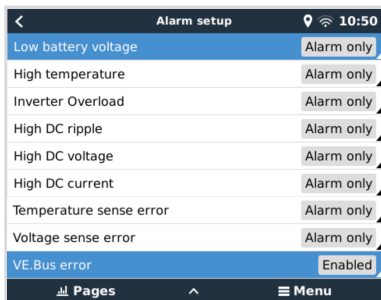 Alarm setup 10:50
Low battery voltage Alarm only
High temperature Alarm only
Inverter Overload Alarm only
High DC ripple Alarm only
High DC voltage Alarm only
High DC current Alarm only
Temperature sense error Alarm only
Voltage sense error Alarm only
VE.Bus error Enabled
Pages Menu